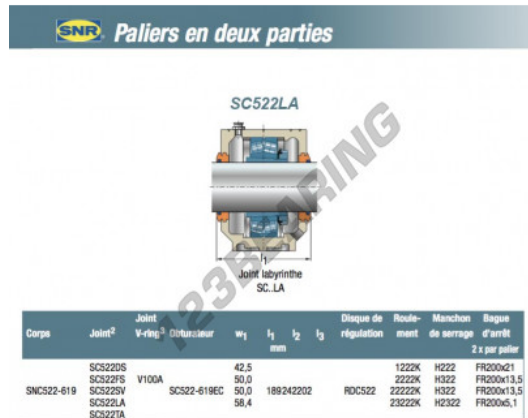 SNR Paliers en deux parties
SC522LA
123BEARING
l1
Joint labyrinthe
SC..LA
Corps Joint² Joint V-ring³ Obturateur w1 l1 l2 l3 mm Disque de régulation Roule-ment Manchon de serrage Bague d'arrêt 2 x par palier
SC522DS 42,5 1222K H222 FR200x21
SC522FS V100A 50,0 2222K H322 FR200x13,5
SNC522-619 SC522SV SC522-619EC 50,0 189242202 RDC522 22222K H322 FR200x13,5
SC522LA 58,4 23222K H2322 FR200x5,1
SC522TA